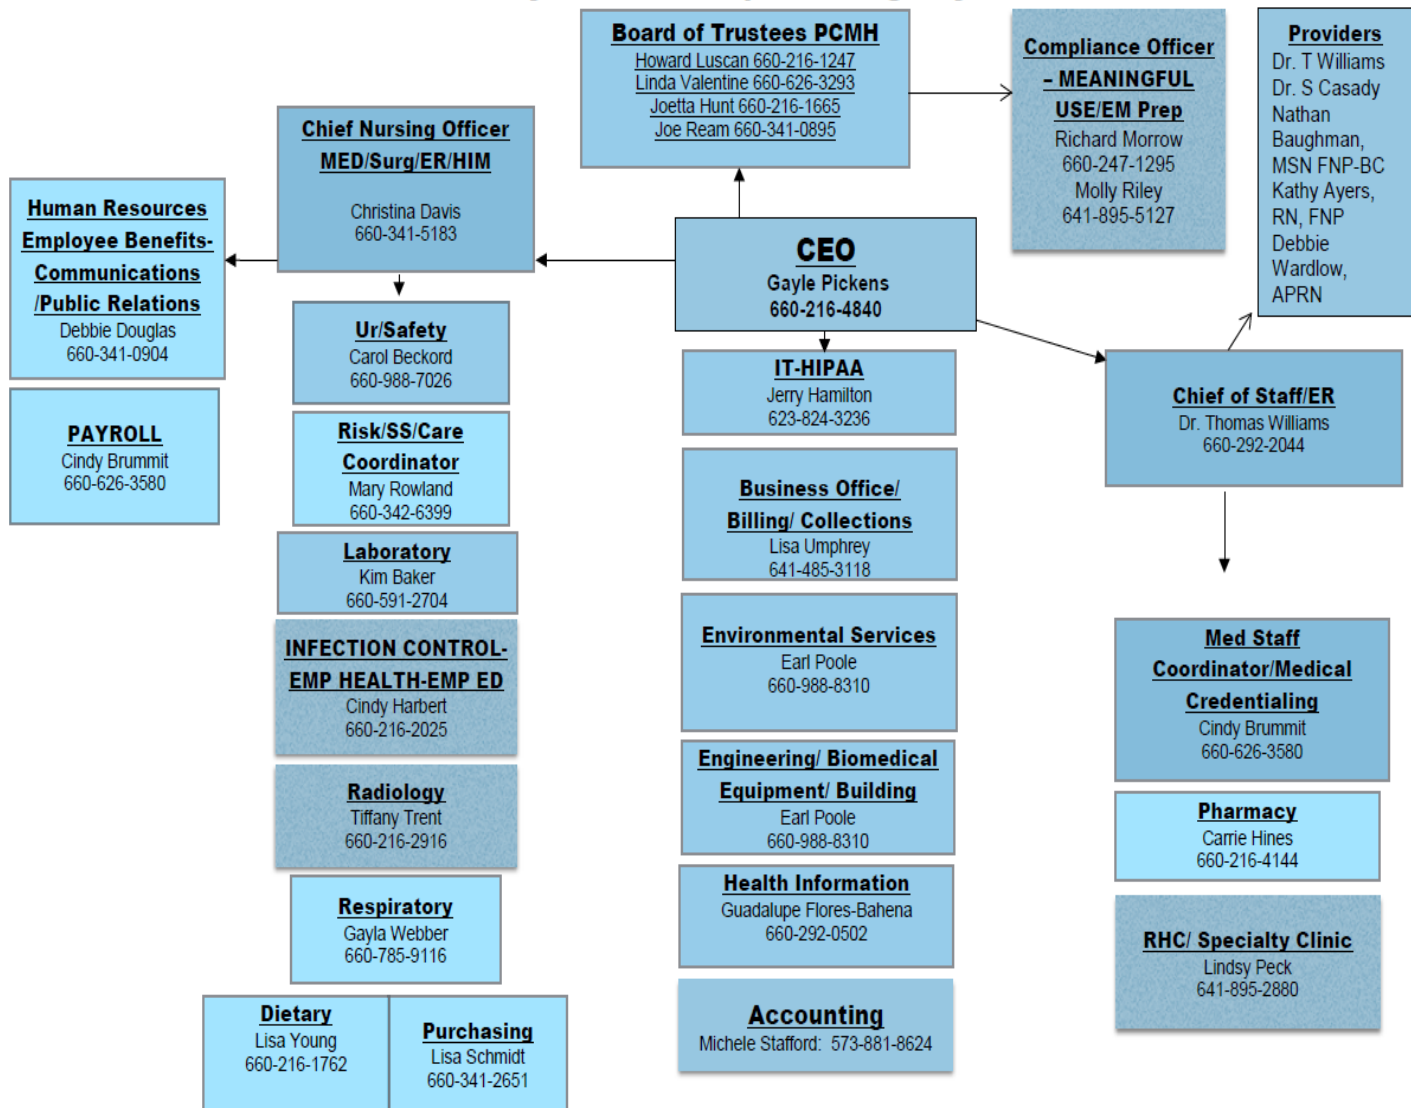 Board of Trustees PCMH
Howard Luscan 660-216-1247
Linda Valentine 660-626-3293
Joetta Hunt 660-216-1665
Joe Ream 660-341-0895
Compliance Officer
– MEANINGFUL
USE/EM Prep
Richard Morrow
660-247-1295
Molly Riley
641-895-5127
Providers
Dr. T Williams
Dr. S Casady
Nathan
Baughman,
MSN FNP-BC
Kathy Ayers,
RN, FNP
Debbie
Wardlow,
APRN
Chief Nursing Officer
MED/Surg/ER/HIM
Christina Davis
660-341-5183
Human Resources
Employee Benefits-
Communications
/Public Relations
Debbie Douglas
660-341-0904
CEO
Gayle Pickens
660-216-4840
PAYROLL
Cindy Brummit
660-626-3580
Ur/Safety
Carol Beckord
660-988-7026
Risk/SS/Care
Coordinator
Mary Rowland
660-342-6399
Laboratory
Kim Baker
660-591-2704
INFECTION CONTROL-
EMP HEALTH-EMP ED
Cindy Harbert
660-216-2025
Radiology
Tiffany Trent
660-216-2916
Respiratory
Gayla Webber
660-785-9116
Dietary
Lisa Young
660-216-1762
Purchasing
Lisa Schmidt
660-341-2651
IT-HIPAA
Jerry Hamilton
623-824-3236
Business Office/
Billing/ Collections
Lisa Umphrey
641-485-3118
Environmental Services
Earl Poole
660-988-8310
Engineering/ Biomedical
Equipment/ Building
Earl Poole
660-988-8310
Health Information
Guadalupe Flores-Bahena
660-292-0502
Accounting
Michele Stafford: 573-881-8624
Chief of Staff/ER
Dr. Thomas Williams
660-292-2044
Med Staff
Coordinator/Medical
Credentialing
Cindy Brummit
660-626-3580
Pharmacy
Carrie Hines
660-216-4144
RHC/ Specialty Clinic
Lindsy Peck
641-895-2880